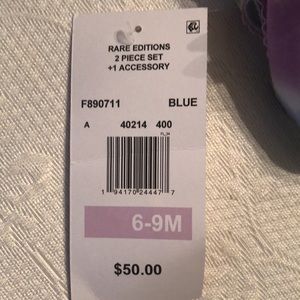 RARE EDITIONS
2 PIECE SET
+1 ACCESSORY
F890711 BLUE
A 40214 400
1 94170 24447 7
6-9M
$50.00